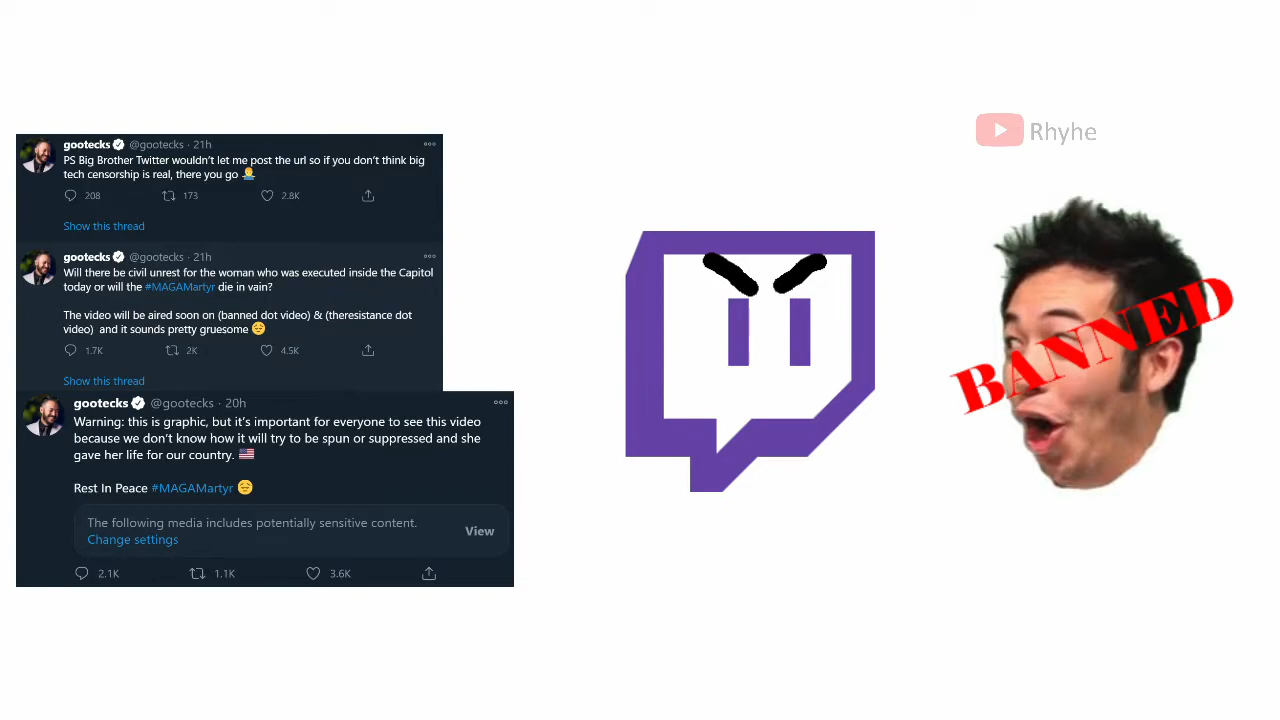 gootecks @gootecks · 21h
PS Big Brother Twitter wouldn't let me post the url so if you don't think big
tech censorship is real, there you go 🤷‍♂️
208 173 2.8K
Show this thread
gootecks @gootecks · 21h
Will there be civil unrest for the woman who was executed inside the Capitol
today or will the #MAGAMartyr die in vain?
The video will be aired soon on (banned dot video) & (theresistance dot
video) and it sounds pretty gruesome 😔
1.7K 2K 4.5K
Show this thread
gootecks @gootecks · 20h
Warning: this is graphic, but it's important for everyone to see this video
because we don't know how it will try to be spun or suppressed and she
gave her life for our country. 🇺🇸
Rest In Peace #MAGAMartyr 😔
The following media includes potentially sensitive content.
Change settings
View
2.1K 1.1K 3.6K
Rhyhe
BANNED